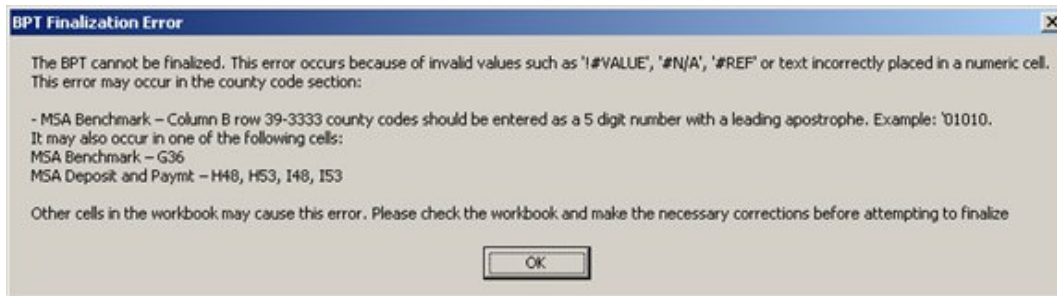 BPT Finalization Error
The BPT cannot be finalized. This error occurs because of invalid values such as '!#VALUE', '#N/A', '#REF' or text incorrectly placed in a numeric cell.
This error may occur in the county code section:
- MSA Benchmark – Column B row 39-3333 county codes should be entered as a 5 digit number with a leading apostrophe. Example: '01010.
It may also occur in one of the following cells:
MSA Benchmark – G36
MSA Deposit and Paymt – H48, H53, I48, I53
Other cells in the workbook may cause this error. Please check the workbook and make the necessary corrections before attempting to finalize
OK